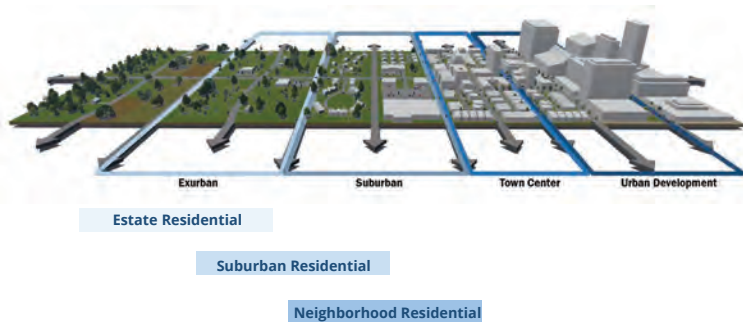 Exurban Suburban Town Center Urban Development
Estate Residential
Suburban Residential
Neighborhood Residential